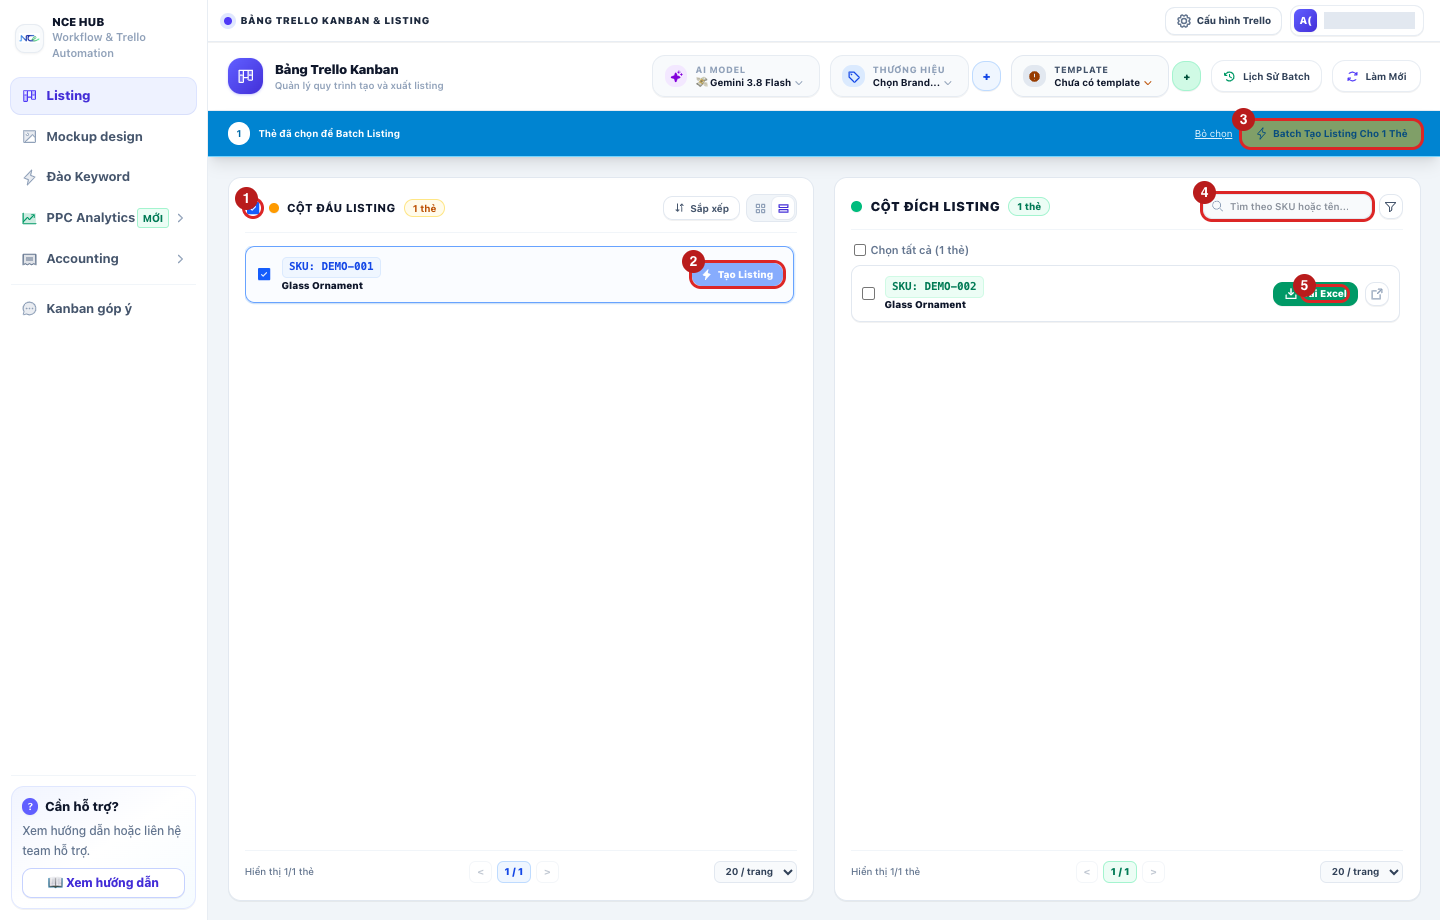 NCE HUB
Workflow & Trello
Automation
Listing
Mockup design
Đào Keyword
PPC Analytics MỚI
Accounting
Kanban góp ý
? Cần hỗ trợ?
Xem hướng dẫn hoặc liên hệ
team hỗ trợ.
Xem hướng dẫn
BẢNG TRELLO KANBAN & LISTING
Cấu hình Trello
A(
Bảng Trello Kanban
Quản lý quy trình tạo và xuất listing
AI MODEL
Gemini 3.8 Flash
THƯƠNG HIỆU
Chọn Brand...
+
TEMPLATE
Chưa có template
+
Lịch Sử Batch
Làm Mới
1 Thẻ đã chọn để Batch Listing
Bỏ chọn
3
Batch Tạo Listing Cho 1 Thẻ
1
CỘT ĐẦU LISTING 1 thẻ
Sắp xếp
SKU: DEMO-001
Glass Ornament
2
Tạo Listing
Hiển thị 1/1 thẻ
< 1 / 1 >
20 / trang
CỘT ĐÍCH LISTING 1 thẻ
4
Tìm theo SKU hoặc tên...
Chọn tất cả (1 thẻ)
SKU: DEMO-002
Glass Ornament
5
Excel
Hiển thị 1/1 thẻ
< 1 / 1 >
20 / trang